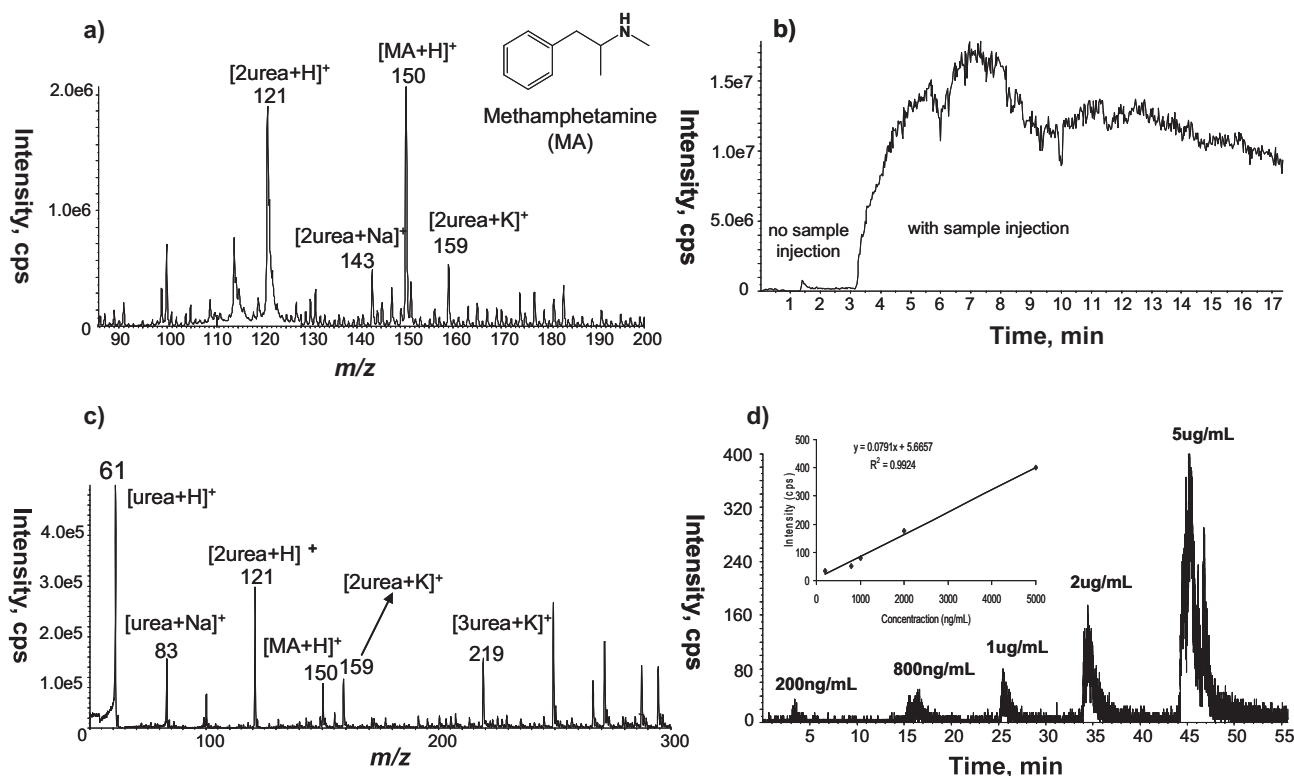 a)
[2urea+H]+
121
[MA+H]+
150
H
N
Methamphetamine
(MA)
[2urea+Na]+
143
[2urea+K]+
159
2.0e6
1.0e6
0
Intensity, cps
90 100 110 120 130 140 150 160 170 180 190 200
m/z
b)
1.5e7
1.0e7
5.0e6
0
Intensity, cps
no sample
injection
with sample injection
1 2 3 4 5 6 7 8 9 10 11 12 13 14 15 16 17
Time, min
c)
61
[urea+H]+
[2urea+H] +
121
[2urea+K]+
[urea+Na]+
83
[MA+H]+
150
159
[3urea+K]+
219
4.0e5
3.0e5
2.0e5
1.0e5
0
Intensity, cps
100 200 300
m/z
d)
5ug/mL
2ug/mL
1ug/mL
800ng/mL
200ng/mL
400
320
240
160
80
0
Intensity, cps
5 10 15 20 25 30 35 40 45 50 55
Time, min
y = 0.0791x + 5.6657
R2 = 0.9924
500
400
300
200
100
0
Intensity (cps)
0 1000 2000 3000 4000 5000
Concentraction (ng/mL)